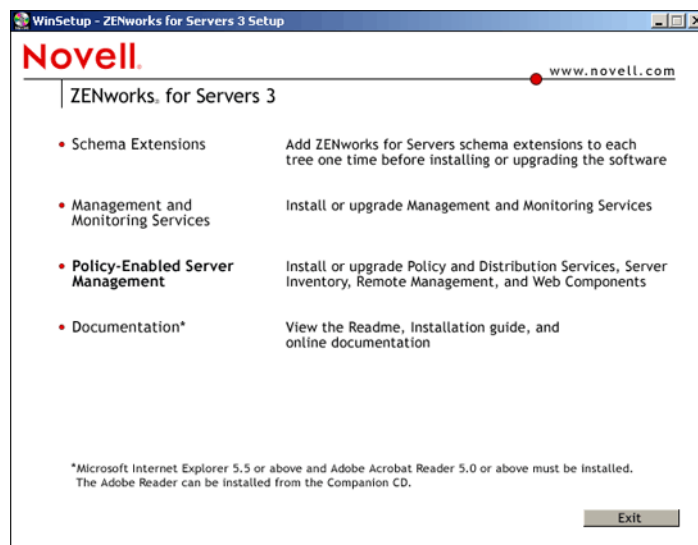 WinSetup - ZENworks for Servers 3 Setup
Novell.
www.novell.com
ZENworks® for Servers 3
• Schema Extensions
Add ZENworks for Servers schema extensions to each
tree one time before installing or upgrading the software
• Management and
Monitoring Services
Install or upgrade Management and Monitoring Services
• Policy-Enabled Server
Management
Install or upgrade Policy and Distribution Services, Server
Inventory, Remote Management, and Web Components
• Documentation*
View the Readme, Installation guide, and
online documentation
*Microsoft Internet Explorer 5.5 or above and Adobe Acrobat Reader 5.0 or above must be installed.
The Adobe Reader can be installed from the Companion CD.
Exit